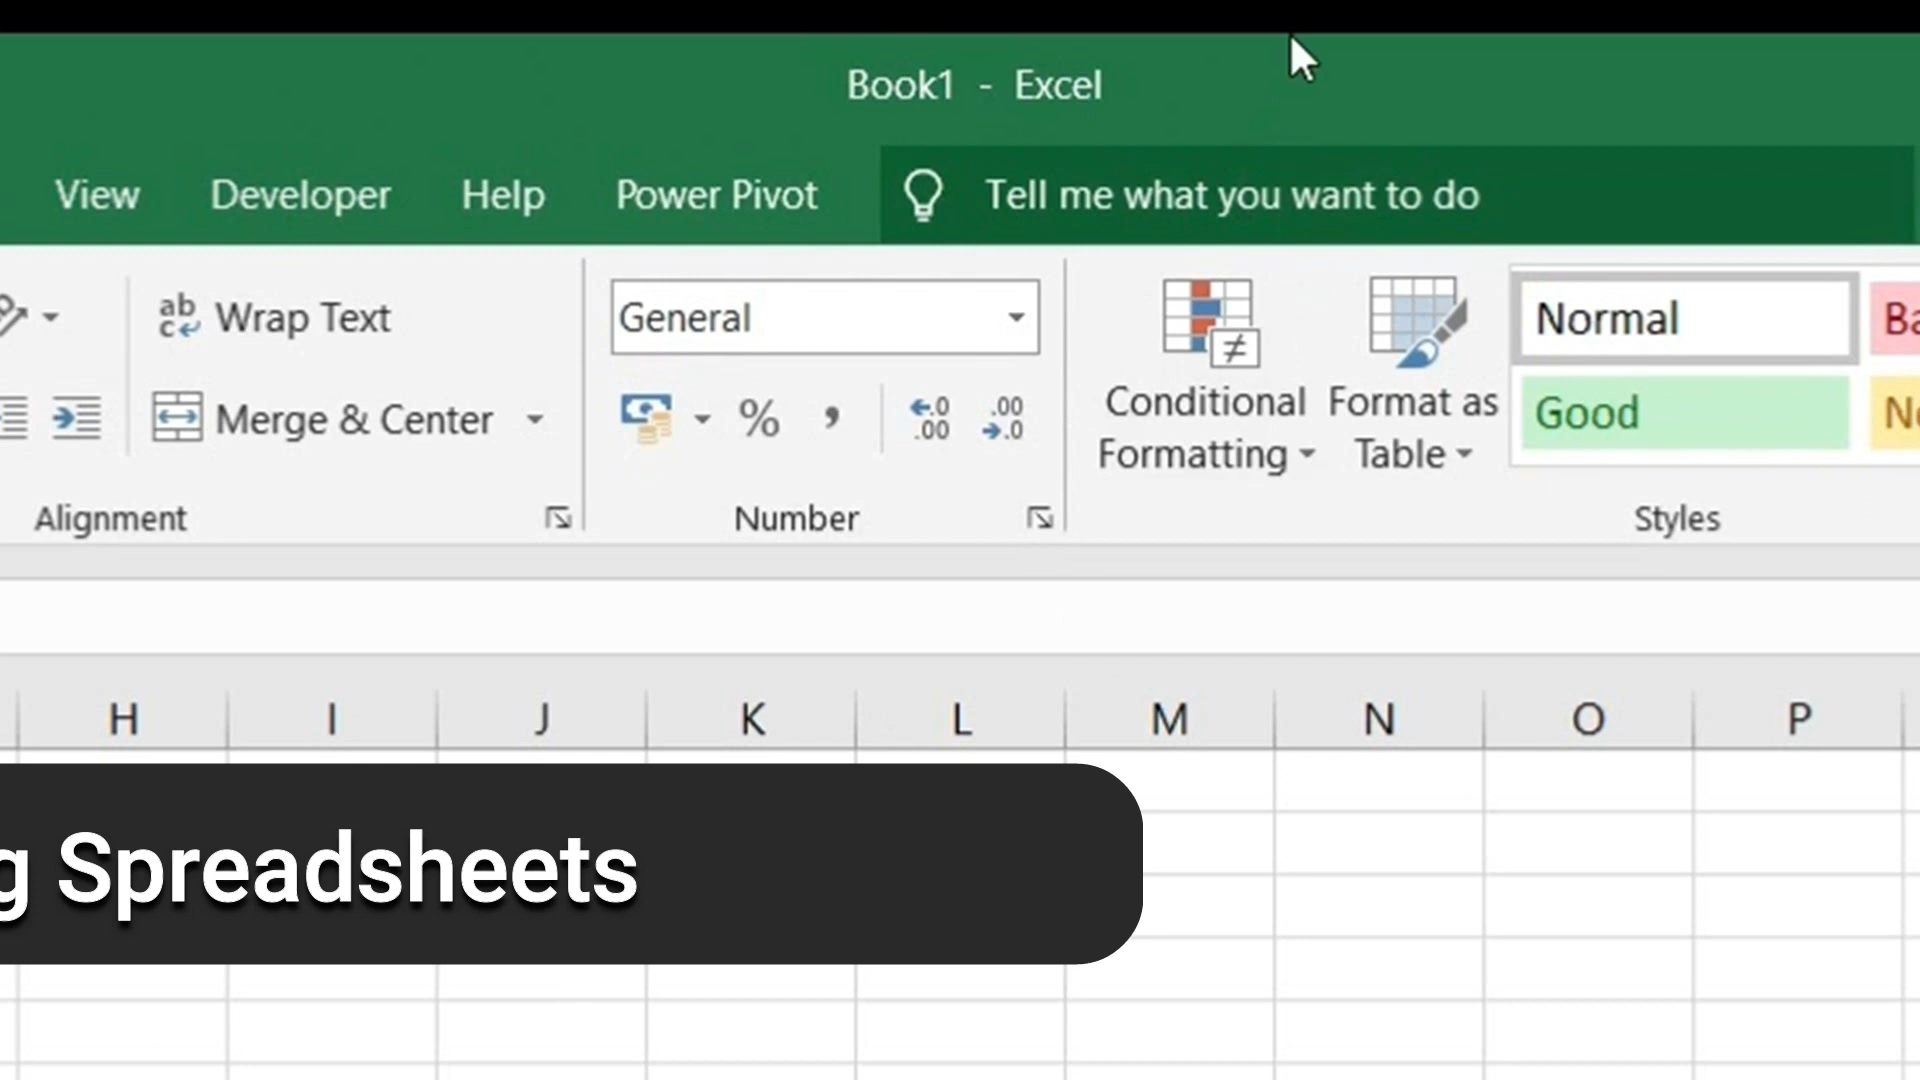 Book1 - Excel
View Developer Help Power Pivot Tell me what you want to do
Wrap Text General Normal
Merge & Center % Good
Conditional Formatting Format as Table
Alignment Number Styles
H I J K L M N O P
Spreadsheets